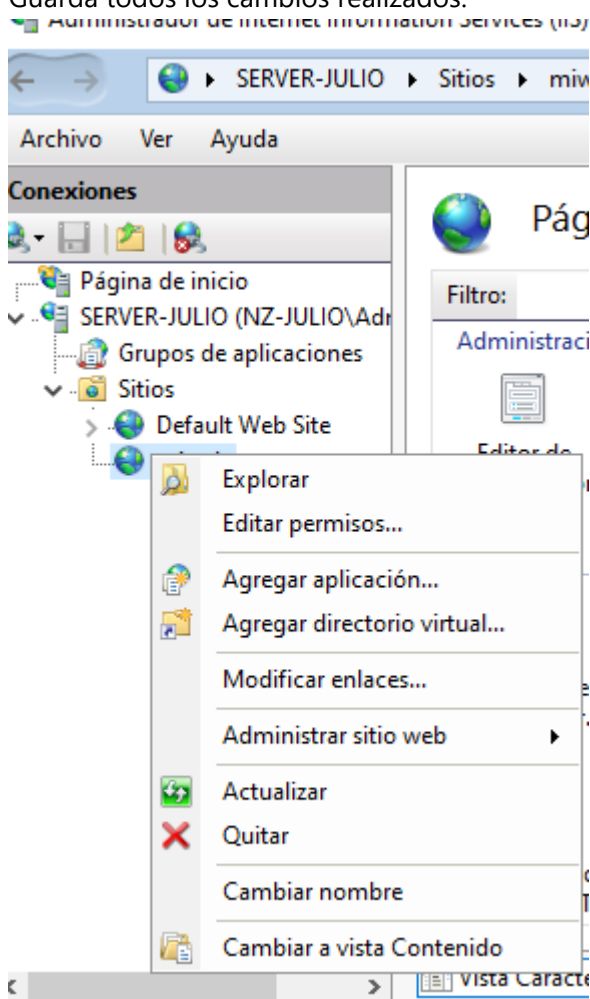 Guarda todos los cambios realizados.
Administrador de Internet Information Services (IIS)
SERVER-JULIO Sitios
Archivo Ver Ayuda
Conexiones
Página de inicio
SERVER-JULIO (NZ-JULIO\Adr
Grupos de aplicaciones
Sitios
Default Web Site
Pág
Filtro:
Administraci
Editor de
Explorar
Editar permisos...
Agregar aplicación...
Agregar directorio virtual...
Modificar enlaces...
Administrar sitio web
Actualizar
Quitar
Cambiar nombre
Cambiar a vista Contenido
Vista Caracte